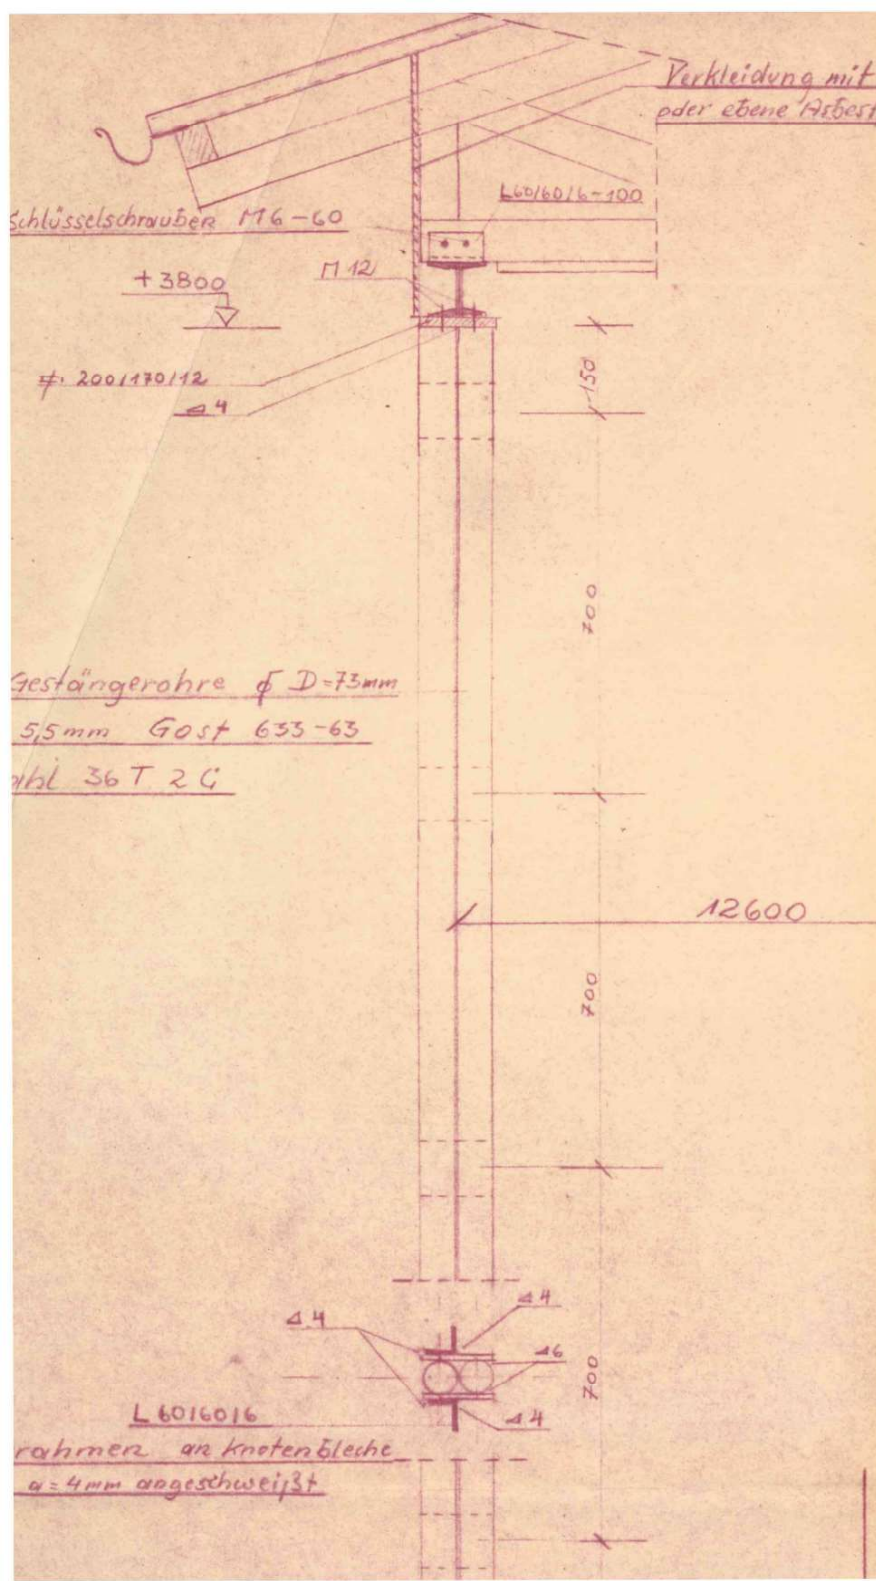 Verkleidung mit
oder ebene Asbest
L60/60/6-100
Schlüsselschrauben M6-60
M12
+3800
200/170/12
4
150
700
Gestängerohre D=73mm
5,5mm Gost 633-63
36 T 2 G
12600
700
4
4
6
700
L 60/60/6
4
rahmen an Knotenbleche
a=4mm angeschweißt